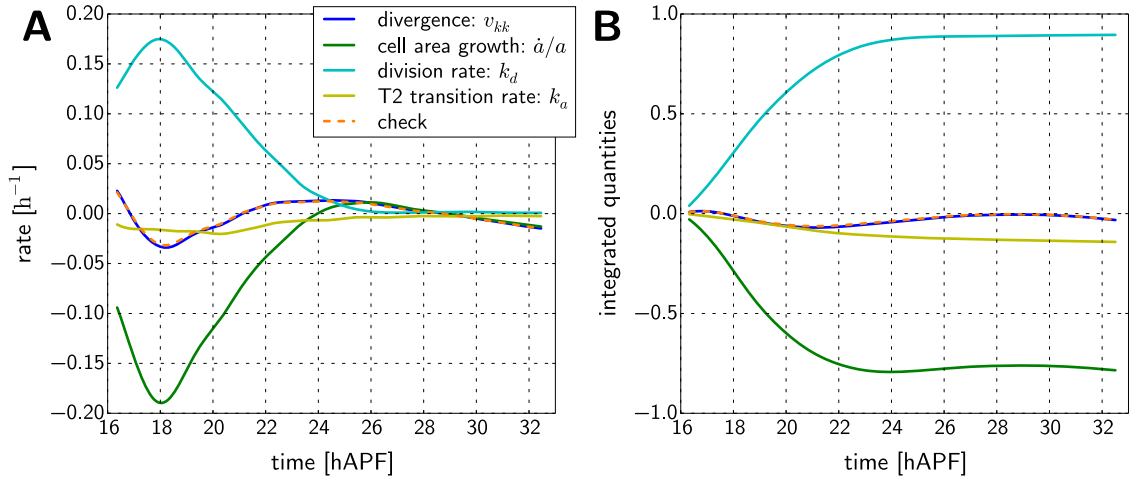 A
0.20
0.15
0.10
0.05
0.00
−0.05
−0.10
−0.15
−0.20
rate [h⁻¹]
16 18 20 22 24 26 28 30 32
time [hAPF]
divergence: vₖₖ
cell area growth: ȧ/a
division rate: k_d
T2 transition rate: kₐ
check
B
1.0
0.5
0.0
−0.5
−1.0
integrated quantities
16 18 20 22 24 26 28 30 32
time [hAPF]